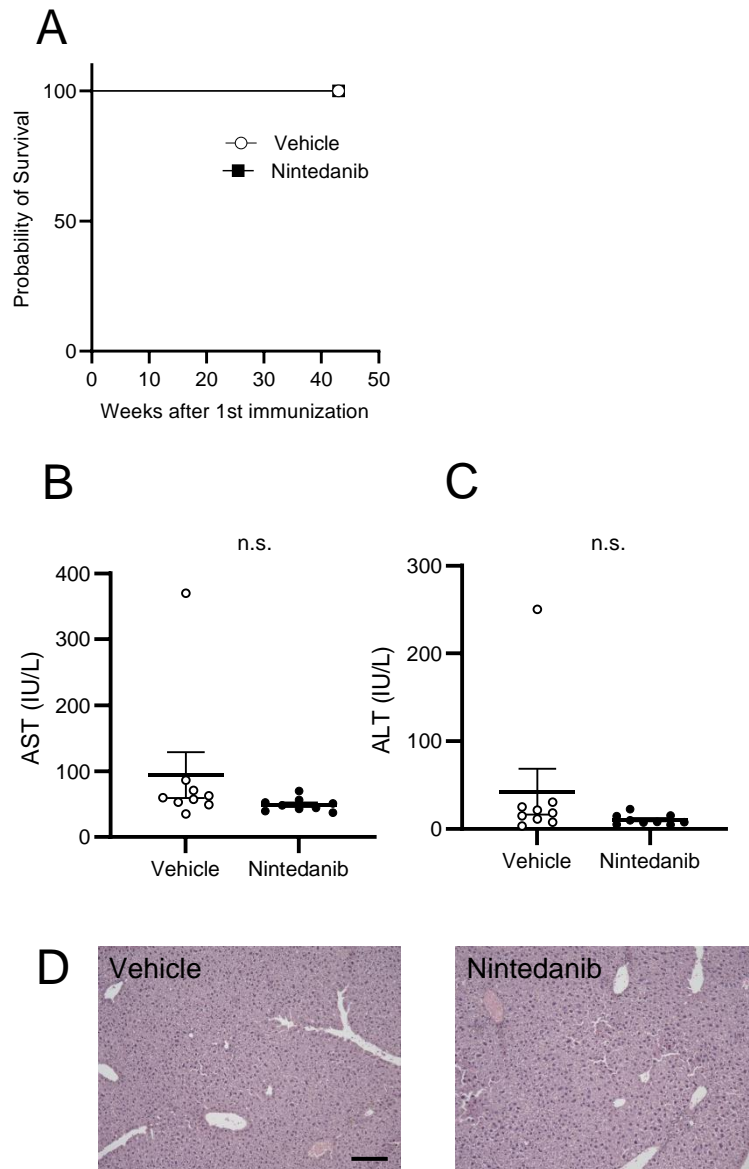 A
Probability of Survival
100
50
0
Vehicle
Nintedanib
0 10 20 30 40 50
Weeks after 1st immunization
B
n.s.
AST (IU/L)
400
300
200
100
0
Vehicle Nintedanib
C
n.s.
ALT (IU/L)
300
200
100
0
Vehicle Nintedanib
D
Vehicle
Nintedanib